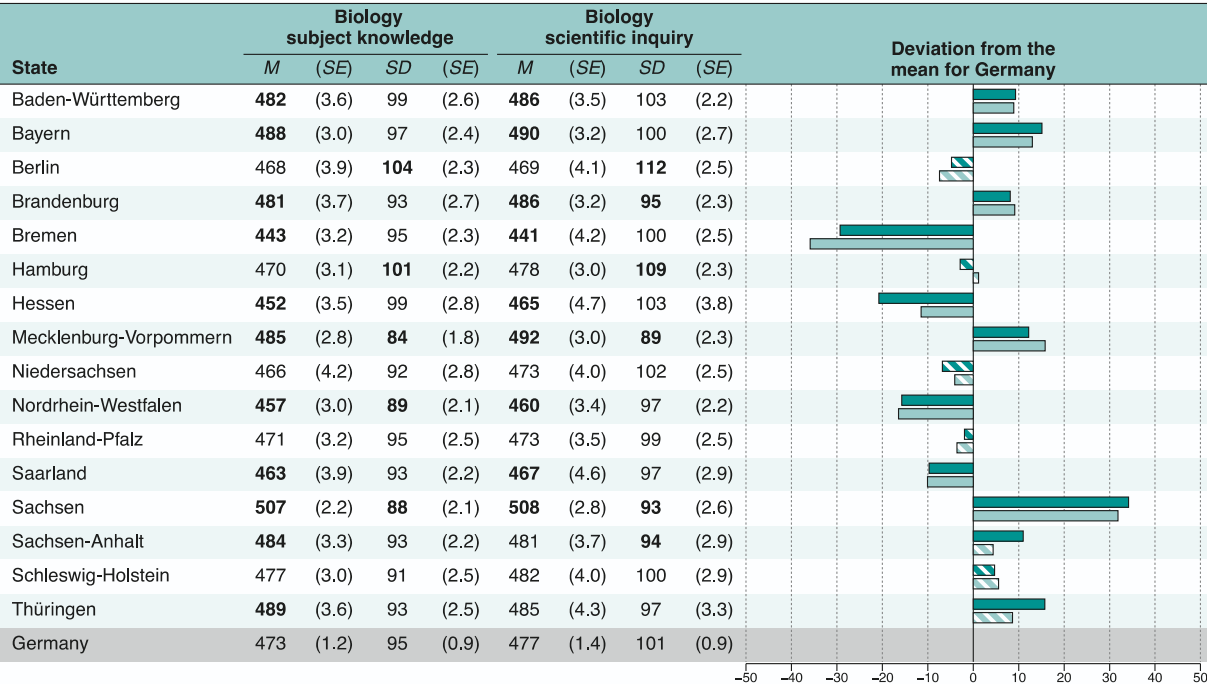 Biology subject knowledge Biology scientific inquiry Deviation from the mean for Germany
State M (SE) SD (SE) M (SE) SD (SE)
Baden-Württemberg 482 (3.6) 99 (2.6) 486 (3.5) 103 (2.2)
Bayern 488 (3.0) 97 (2.4) 490 (3.2) 100 (2.7)
Berlin 468 (3.9) 104 (2.3) 469 (4.1) 112 (2.5)
Brandenburg 481 (3.7) 93 (2.7) 486 (3.2) 95 (2.3)
Bremen 443 (3.2) 95 (2.3) 441 (4.2) 100 (2.5)
Hamburg 470 (3.1) 101 (2.2) 478 (3.0) 109 (2.3)
Hessen 452 (3.5) 99 (2.8) 465 (4.7) 103 (3.8)
Mecklenburg-Vorpommern 485 (2.8) 84 (1.8) 492 (3.0) 89 (2.3)
Niedersachsen 466 (4.2) 92 (2.8) 473 (4.0) 102 (2.5)
Nordrhein-Westfalen 457 (3.0) 89 (2.1) 460 (3.4) 97 (2.2)
Rheinland-Pfalz 471 (3.2) 95 (2.5) 473 (3.5) 99 (2.5)
Saarland 463 (3.9) 93 (2.2) 467 (4.6) 97 (2.9)
Sachsen 507 (2.2) 88 (2.1) 508 (2.8) 93 (2.6)
Sachsen-Anhalt 484 (3.3) 93 (2.2) 481 (3.7) 94 (2.9)
Schleswig-Holstein 477 (3.0) 91 (2.5) 482 (4.0) 100 (2.9)
Thüringen 489 (3.6) 93 (2.5) 485 (4.3) 97 (3.3)
Germany 473 (1.2) 95 (0.9) 477 (1.4) 101 (0.9)
−50 −40 −30 −20 −10 0 10 20 30 40 50